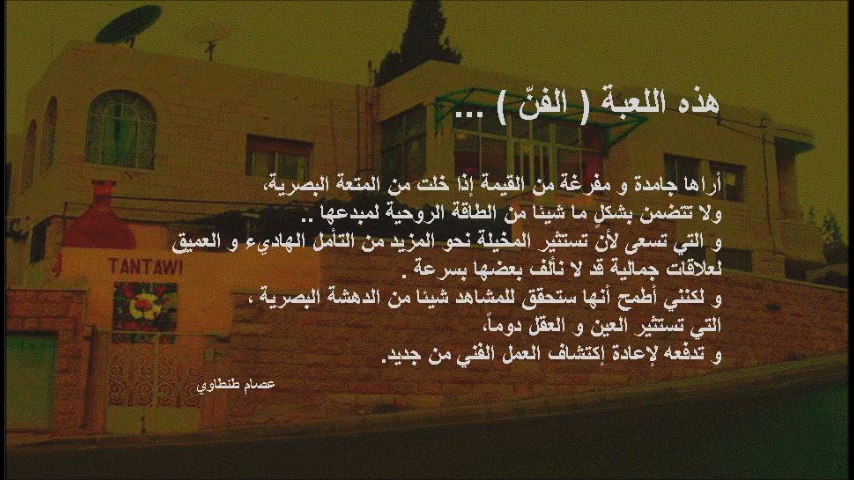 هذه اللعبة ( الفنّ ) ...
أراها جامدة و مفرغة من القيمة إذا خلت من المتعة البصرية،
ولا تتضمن بشكلٍ ما شيئا من الطاقة الروحية لمبدعها ..
و التي تسعى لأن تستثير المخيلة نحو المزيد من التأمل الهاديء و العميق
لعلاقات جمالية قد لا نألف بعضها بسرعة .
و لكنني أطمح أنها ستحقق للمشاهد شيئا من الدهشة البصرية ،
التي تستثير العين و العقل دوماً،
و تدفعه لإعادة إكتشاف العمل الفني من جديد.
عصام طنطاوي
TANTAWI